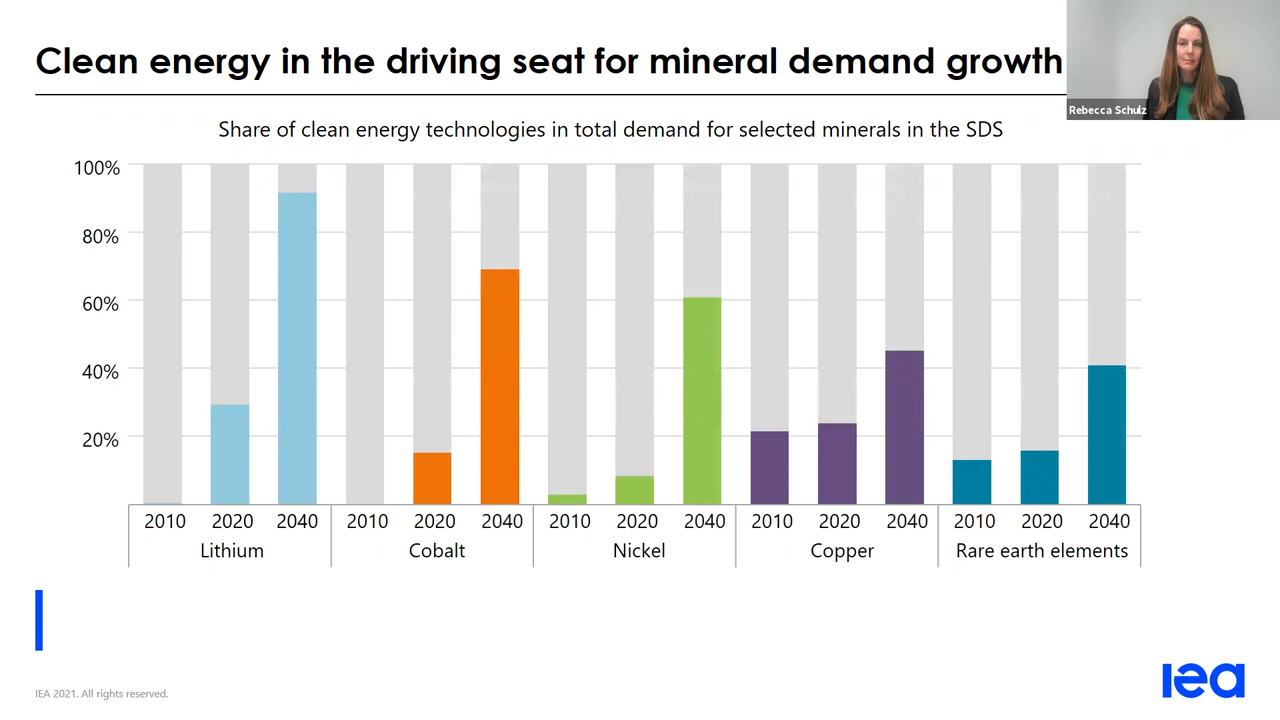 Clean energy in the driving seat for mineral demand growth
Rebecca Schulz
Share of clean energy technologies in total demand for selected minerals in the SDS
100%
80%
60%
40%
20%
2010 2020 2040 2010 2020 2040 2010 2020 2040 2010 2020 2040 2010 2020 2040
Lithium Cobalt Nickel Copper Rare earth elements
IEA 2021. All rights reserved.
iea